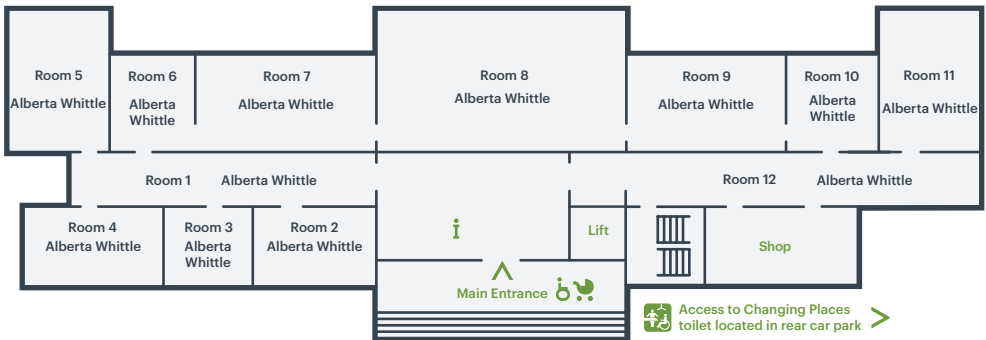 Room 5
Alberta Whittle
Room 6
Alberta
Whittle
Room 7
Alberta Whittle
Room 8
Alberta Whittle
Room 9
Alberta Whittle
Room 10
Alberta
Whittle
Room 11
Alberta Whittle
Room 1 Alberta Whittle
Room 12 Alberta Whittle
Room 4
Alberta Whittle
Room 3
Alberta
Whittle
Room 2
Alberta Whittle
i
Lift
Shop
Main Entrance
Access to Changing Places
toilet located in rear car park